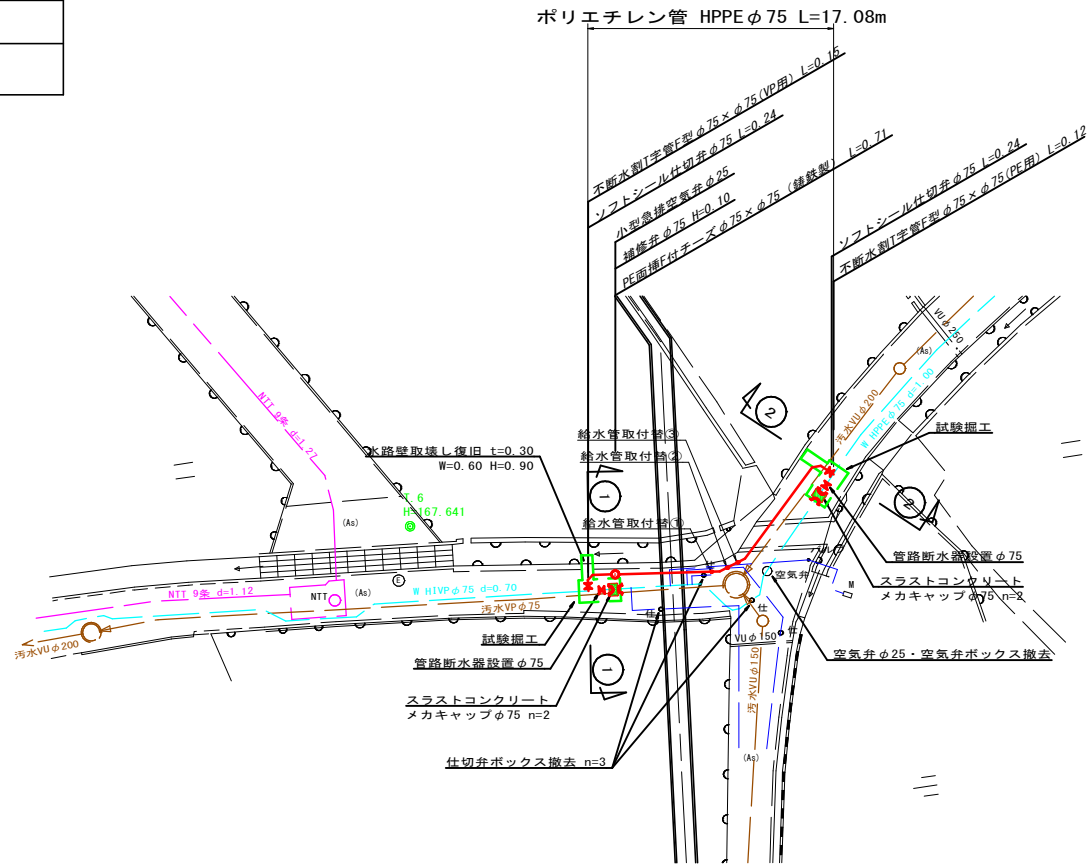 ポリエチレン管 HPPEφ75 L=17.08m
不断水割T字管F型φ75×φ75(VP用) L=0.15
ソフトシール仕切弁φ75 L=0.24
小型急排空気弁φ25
補修弁φ75 H=0.10
PE両挿F付チーズφ75×φ75 (鋳鉄製) L=0.71
ソフトシール仕切弁φ75 L=0.24
不断水割T字管F型φ75×φ75(PE用) L=0.12
VUφ250
(As)
NTT 9条 d=1.27
汚水VUφ200
W HPPEφ75 d=1.00
2
試験掘工
給水管取付替③
給水管取付替②
水路壁取壊し復旧 t=0.30
W=0.60 H=0.90
1
T.6
H=167.641
(As)
給水管取付替①
2
管路断水器設置φ75
スラストコンクリート
メカキャップφ75 n=2
空気弁
M
E
NTT 9条 d=1.12
NTT
(As)
W HIVPφ75 d=0.70
汚水VPφ75
仕
仕
仕
仕
VUφ150
汚水VUφ200
試験掘工
管路断水器設置φ75
1
空気弁φ25・空気弁ボックス撤去
汚水VUφ150
スラストコンクリート
メカキャップφ75 n=2
仕切弁ボックス撤去 n=3
(As)